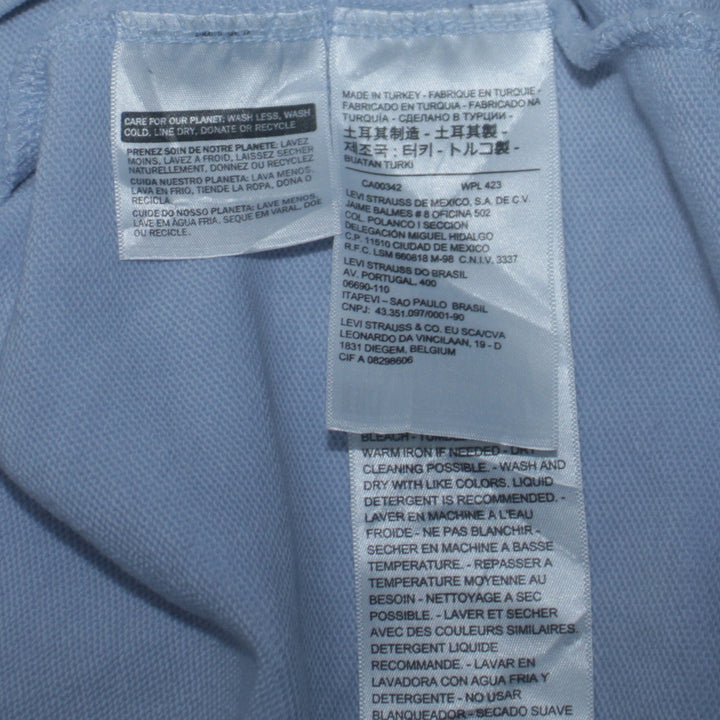 CARE FOR OUR PLANET: WASH LESS, WASH
COLD, LINE DRY, DONATE OR RECYCLE
PRENEZ SOIN DE NOTRE PLANETE: LAVEZ
MOINS, LAVEZ A FROID, LAISSEZ SECHER
NATURELLEMENT, DONNEZ OU RECYCLEZ
CUIDA NUESTRO PLANETA: LAVA MENOS,
LAVA EN FRIO, TIENDE LA ROPA, DONA O
RECICLA.
CUIDE DO NOSSO PLANETA: LAVE MENOS,
LAVE EM ÁGUA FRIA, SEQUE EM VARAL, DOE
OU RECICLE.
MADE IN TURKEY - FABRIQUE EN TURQUIE -
FABRICADO EN TURQUIA - FABRICADO NA
TURQUÍA - СДЕЛАНО В ТУРЦИИ -
土耳其制造 - 土耳其製 -
제조국 : 터키 - トルコ製 -
BUATAN TURKI
CA00342 WPL 423
LEVI STRAUSS DE MEXICO, S.A. DE C.V.
JAIME BALMES # 8 OFICINA 502
COL. POLANCO I SECCION
DELEGACIÓN MIGUEL HIDALGO
C.P. 11510 CIUDAD DE MEXICO
R.F.C. LSM 660818 M-98 C.N.I.V. 3337
LEVI STRAUSS DO BRASIL
AV. PORTUGAL, 400
06690-110
ITAPEVI – SAO PAULO BRASIL
CNPJ: 43.351.097/0001-90
LEVI STRAUSS & CO. EU SCA/CVA
LEONARDO DA VINCILAAN, 19 - D
1831 DIEGEM, BELGIUM
CIF A 08298606
BLEACH - TUMBLE
WARM IRON IF NEEDED - DRY
CLEANING POSSIBLE. - WASH AND
DRY WITH LIKE COLORS. LIQUID
DETERGENT IS RECOMMENDED. -
LAVER EN MACHINE À L'EAU
FROIDE - NE PAS BLANCHIR -
SECHER EN MACHINE A BASSE
TEMPERATURE. - REPASSER A
TEMPERATURE MOYENNE AU
BESOIN - NETTOYAGE A SEC
POSSIBLE. - LAVER ET SECHER
AVEC DES COULEURS SIMILAIRES.
DETERGENT LIQUIDE
RECOMMANDE. - LAVAR EN
LAVADORA CON AGUA FRIA Y
DETERGENTE - NO USAR
BLANQUEADOR - SECADO SUAVE